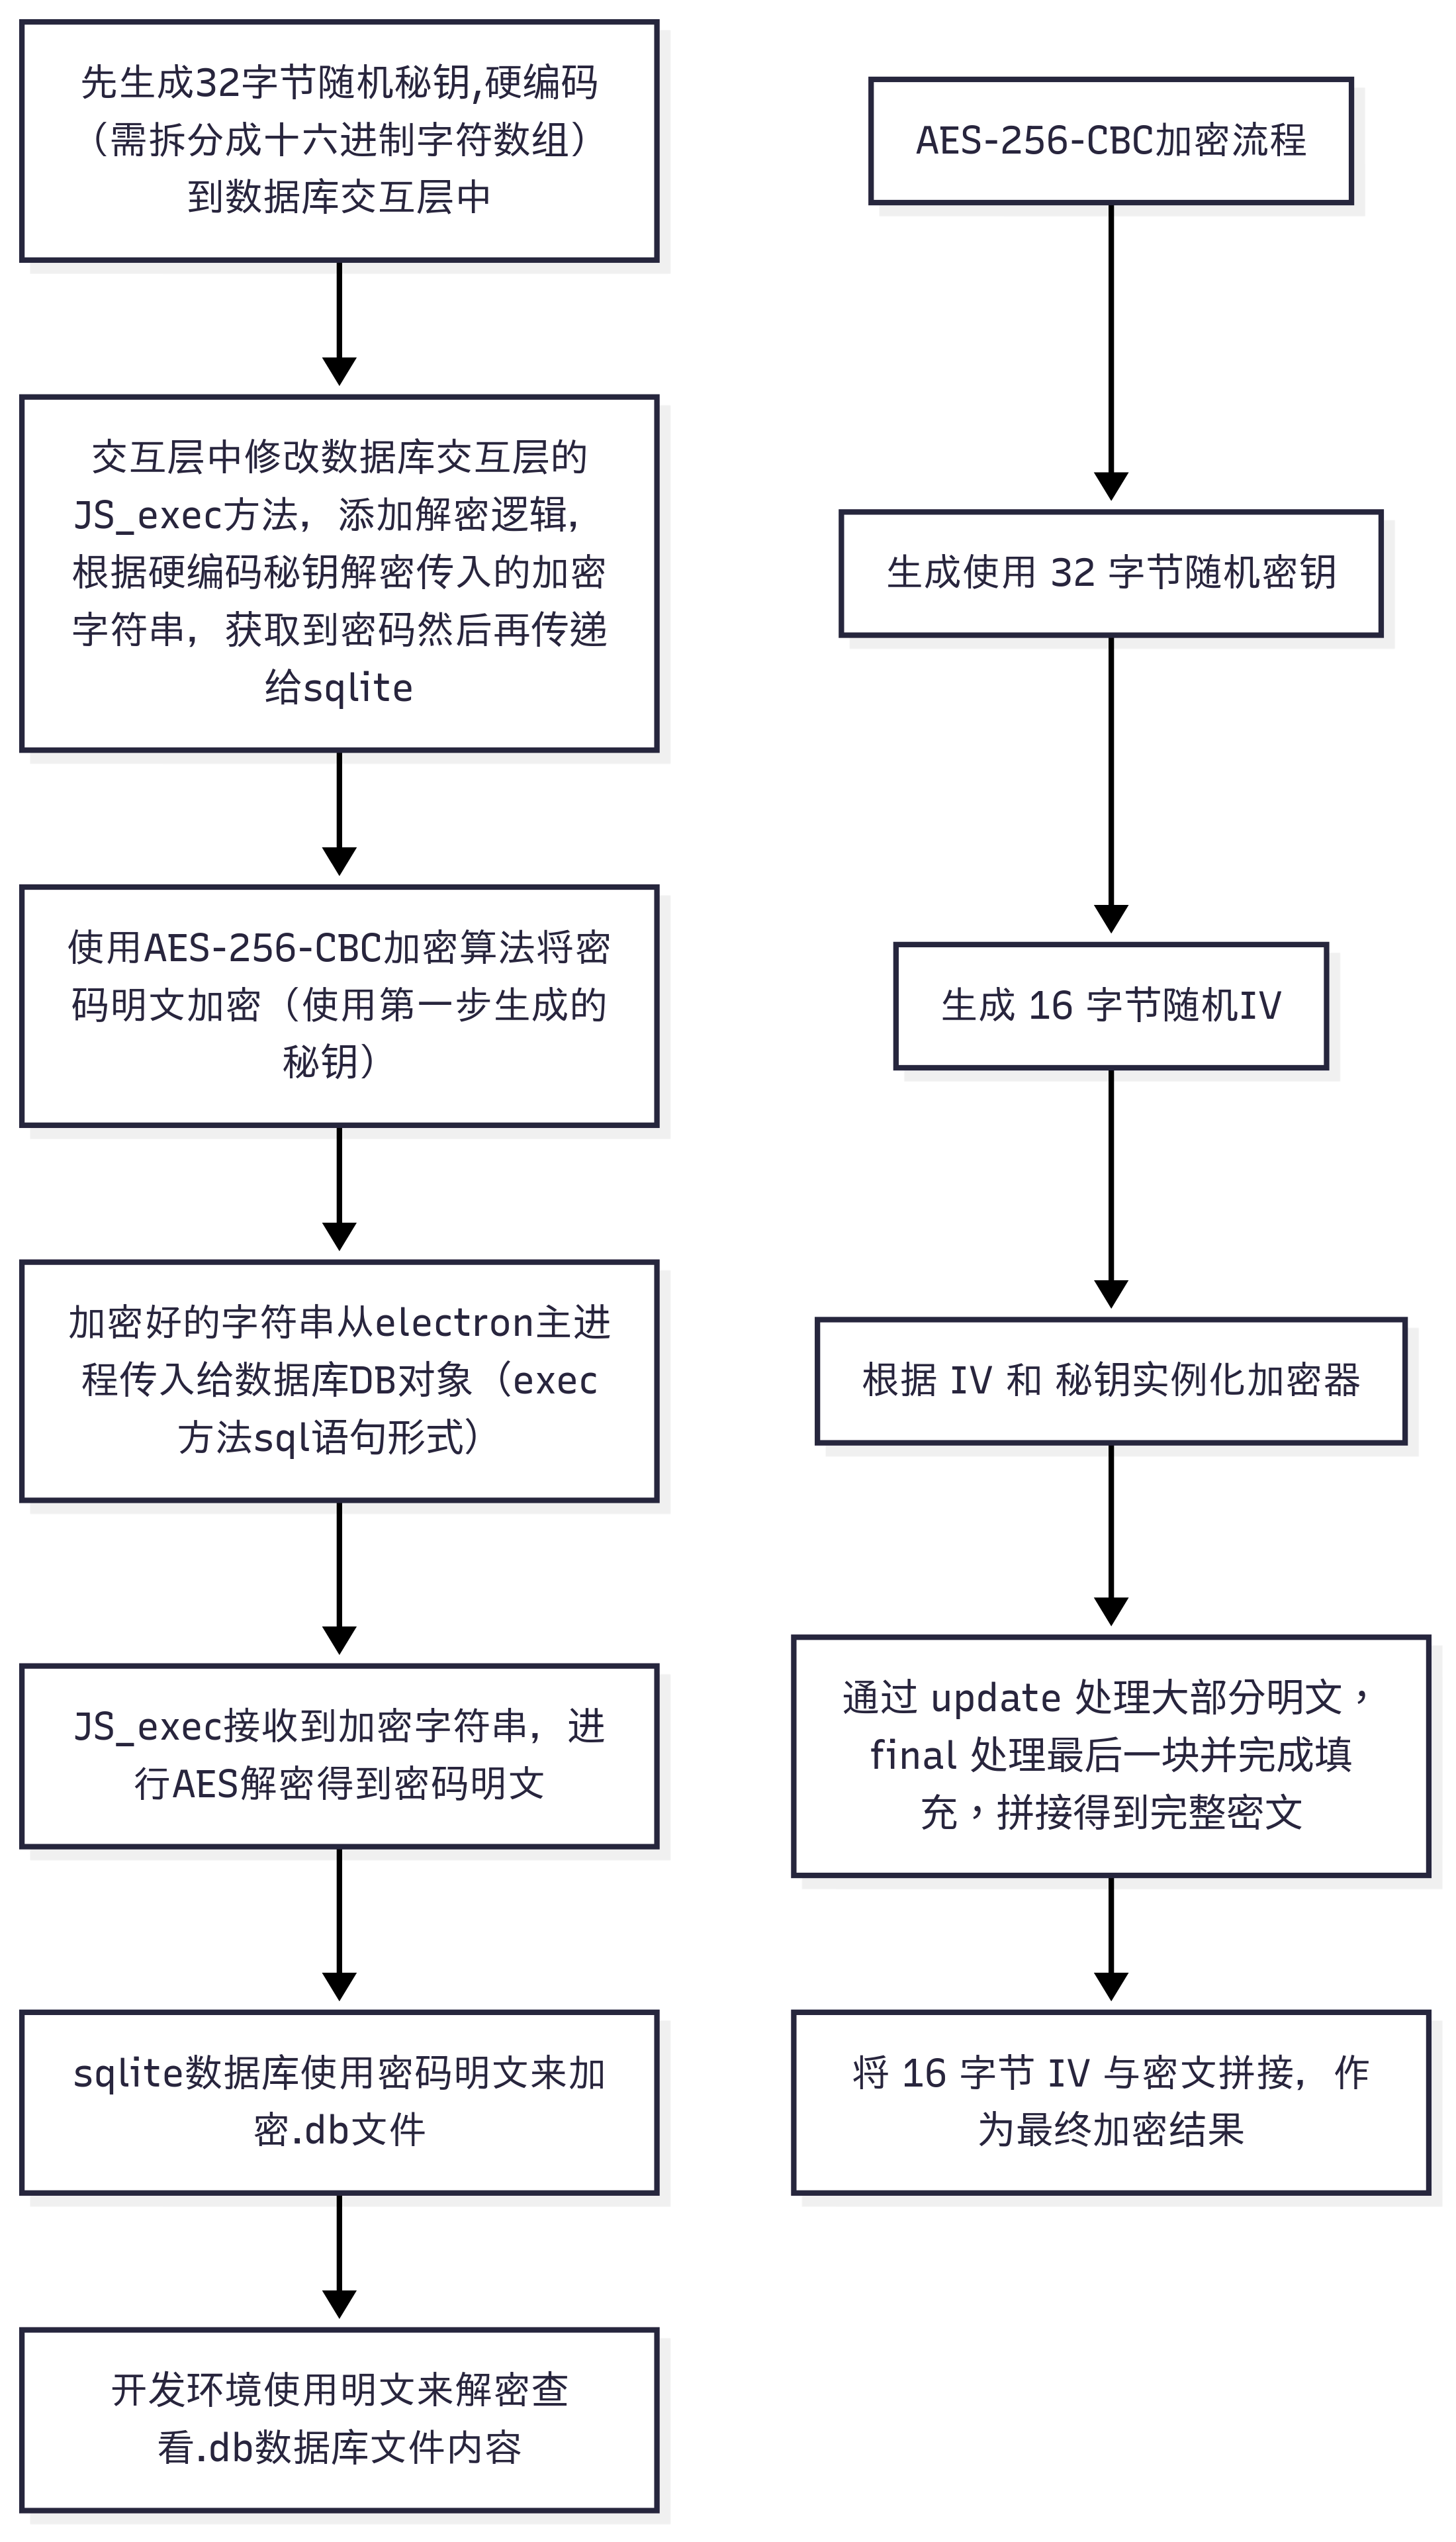 先生成32字节随机秘钥,硬编码
（需拆分成十六进制字符数组）
到数据库交互层中
交互层中修改数据库交互层的
JS_exec方法，添加解密逻辑，
根据硬编码秘钥解密传入的加密
字符串，获取到密码然后再传递
给sqlite
使用AES-256-CBC加密算法将密
码明文加密（使用第一步生成的
秘钥）
加密好的字符串从electron主进
程传入给数据库DB对象（exec
方法sql语句形式）
JS_exec接收到加密字符串，进
行AES解密得到密码明文
sqlite数据库使用密码明文来加
密.db文件
开发环境使用明文来解密查
看.db数据库文件内容
AES-256-CBC加密流程
生成使用 32 字节随机密钥
生成 16 字节随机IV
根据 IV 和 秘钥实例化加密器
通过 update 处理大部分明文，
final 处理最后一块并完成填
充，拼接得到完整密文
将 16 字节 IV 与密文拼接，作
为最终加密结果